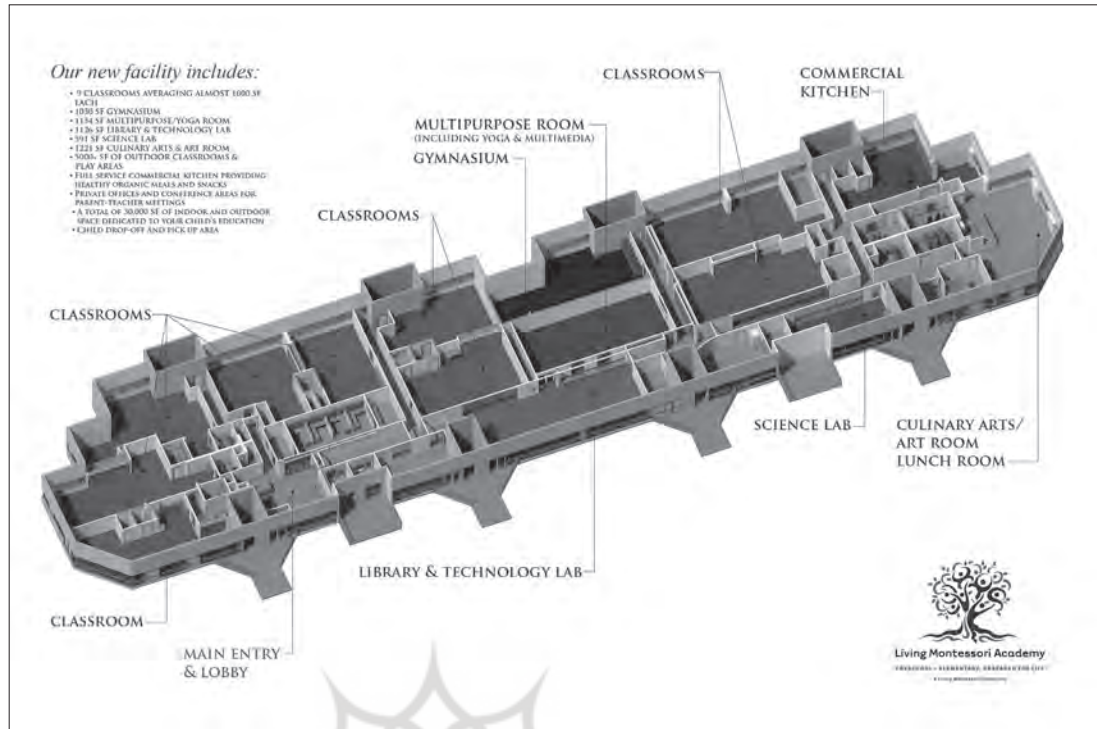 Our new facility includes:
• 9 CLASSROOMS AVERAGING ALMOST 1000 SF
EACH
• 1050 SF GYMNASIUM
• 1134 SF MULTIPURPOSE/YOGA ROOM
• 1126 SF LIBRARY & TECHNOLOGY LAB
• 591 SF SCIENCE LAB
• 1221 SF CULINARY ARTS & ART ROOM
• 5000+ SF OF OUTDOOR CLASSROOMS &
PLAY AREAS
• FULL SERVICE COMMERCIAL KITCHEN PROVIDING
HEALTHY ORGANIC MEALS AND SNACKS
• PRIVATE OFFICES AND CONFERENCE AREAS FOR
PARENT-TEACHER MEETINGS
• A TOTAL OF 30,000 SF OF INDOOR AND OUTDOOR
SPACE DEDICATED TO YOUR CHILD'S EDUCATION
• CHILD DROP-OFF AND PICK UP AREA
CLASSROOMS
COMMERCIAL
KITCHEN
MULTIPURPOSE ROOM
(INCLUDING YOGA & MULTIMEDIA)
GYMNASIUM
CLASSROOMS
CLASSROOMS
SCIENCE LAB
CULINARY ARTS/
ART ROOM
LUNCH ROOM
LIBRARY & TECHNOLOGY LAB
CLASSROOM
MAIN ENTRY
& LOBBY
Living Montessori Academy